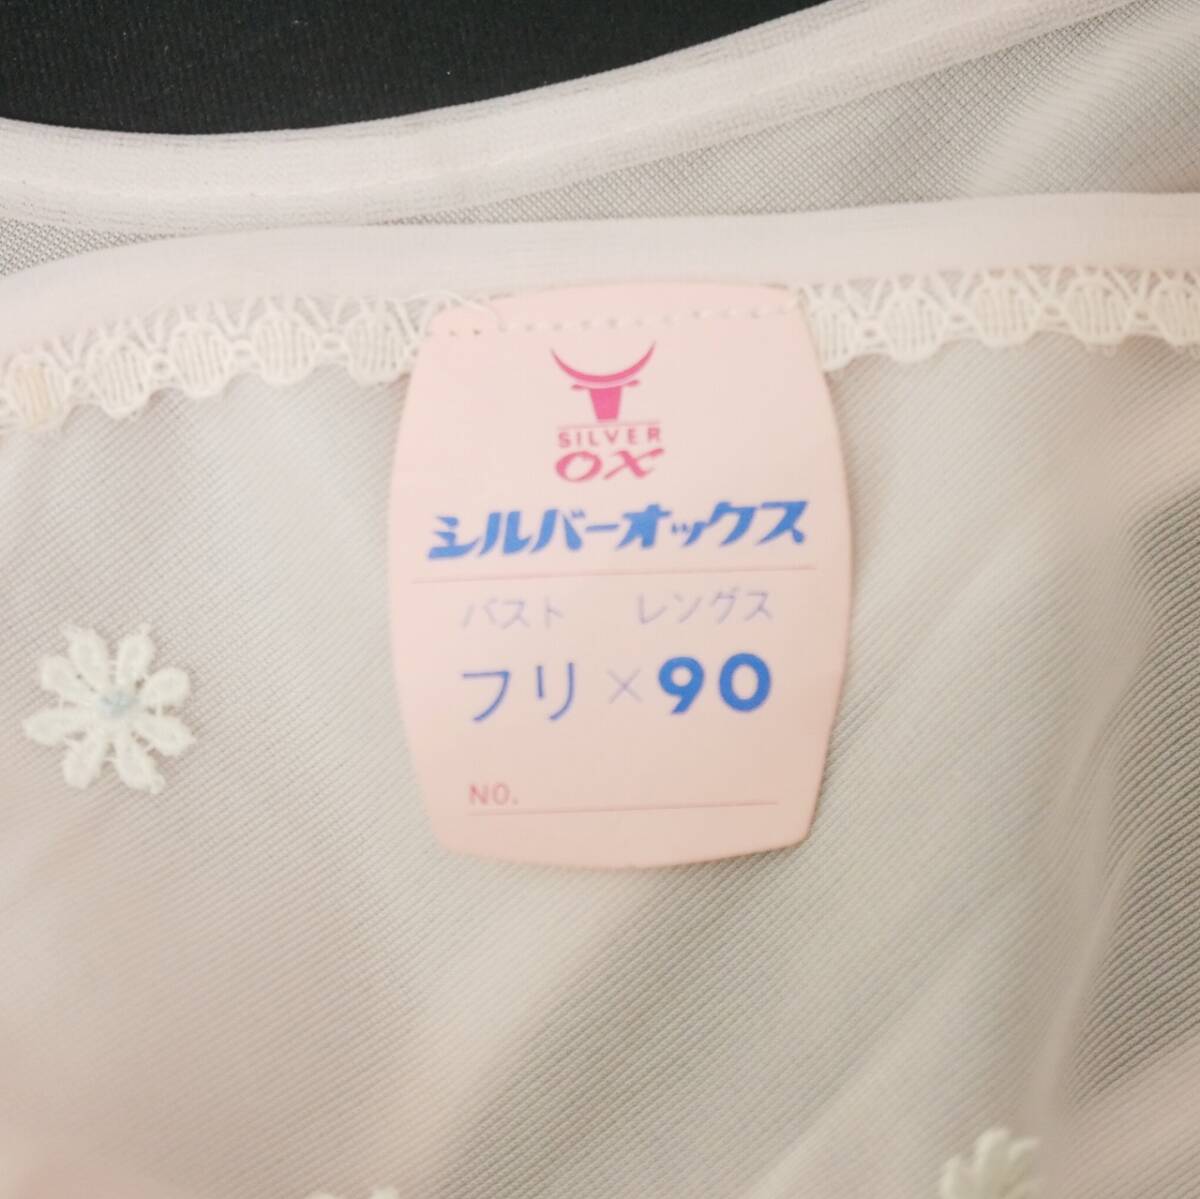 SILVER
OX
シルバーオックス
バスト レングス
フリ×90
NO.